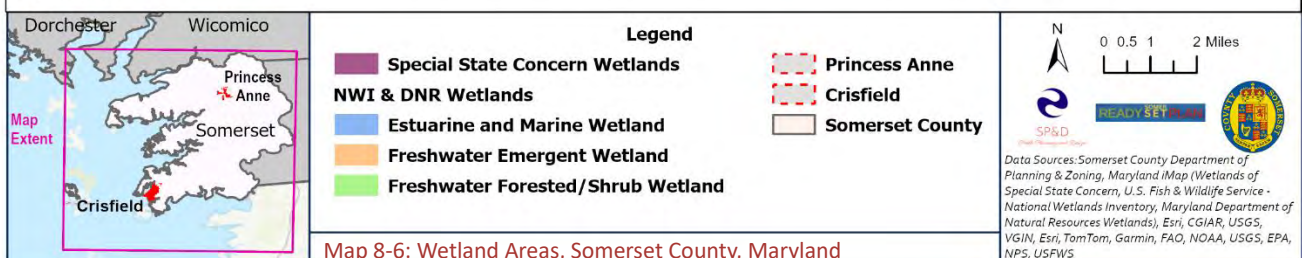 Dorchester
Wicomico
Princess
Anne
Map
Extent
Somerset
Crisfield
Legend
Special State Concern Wetlands
NWI & DNR Wetlands
Estuarine and Marine Wetland
Freshwater Emergent Wetland
Freshwater Forested/Shrub Wetland
Princess Anne
Crisfield
Somerset County
Map 8-6: Wetland Areas, Somerset County, Maryland
N
0 0.5 1 2 Miles
SP&D
READY SET PLAN
COUNTY SOMERSET
Data Sources: Somerset County Department of
Planning & Zoning, Maryland iMap (Wetlands of
Special State Concern, U.S. Fish & Wildlife Service -
National Wetlands Inventory, Maryland Department of
Natural Resources Wetlands), Esri, CGIAR, USGS,
VGIN, Esri, TomTom, Garmin, FAO, NOAA, USGS, EPA,
NPS, USFWS